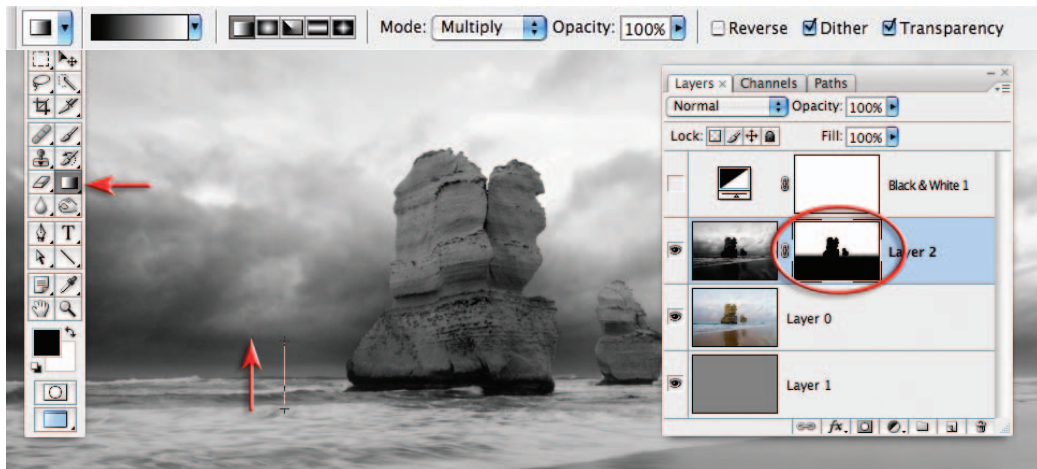 Mode: Multiply Opacity: 100% Reverse Dither Transparency
Layers × Channels Paths
Normal Opacity: 100%
Lock: Fill: 100%
Black & White 1
Layer 2
Layer 0
Layer 1
T
fx.